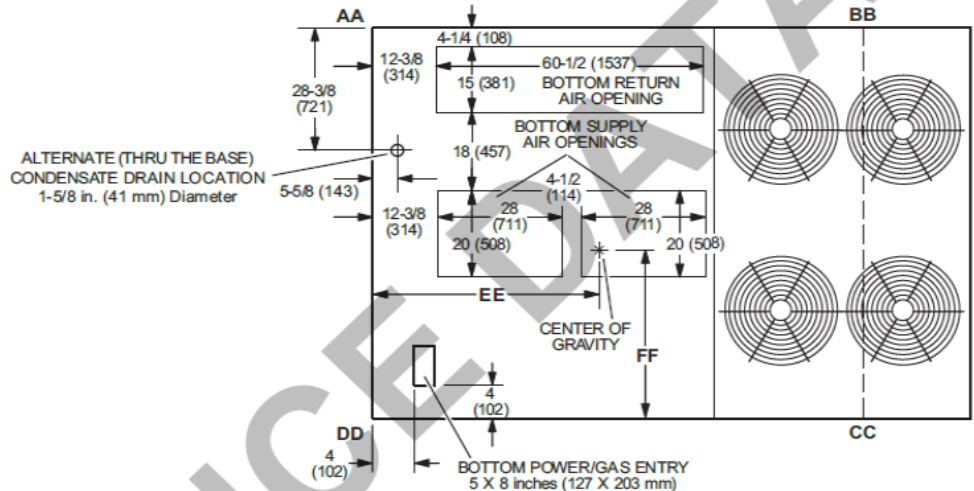 AA
BB
4-1/4 (108)
12-3/8
(314)
60-1/2 (1537)
15 (381)
BOTTOM RETURN
AIR OPENING
28-3/8
(721)
BOTTOM SUPPLY
AIR OPENINGS
18 (457)
ALTERNATE (THRU THE BASE)
CONDENSATE DRAIN LOCATION
1-5/8 in. (41 mm) Diameter
5-5/8 (143)
4-1/2
(114)
12-3/8
(314)
28
(711)
28
(711)
20 (508)
20 (508)
EE
CENTER OF
GRAVITY
FF
4
(102)
DD
CC
4
(102)
BOTTOM POWER/GAS ENTRY
5 X 8 inches (127 X 203 mm)
NCE DATA